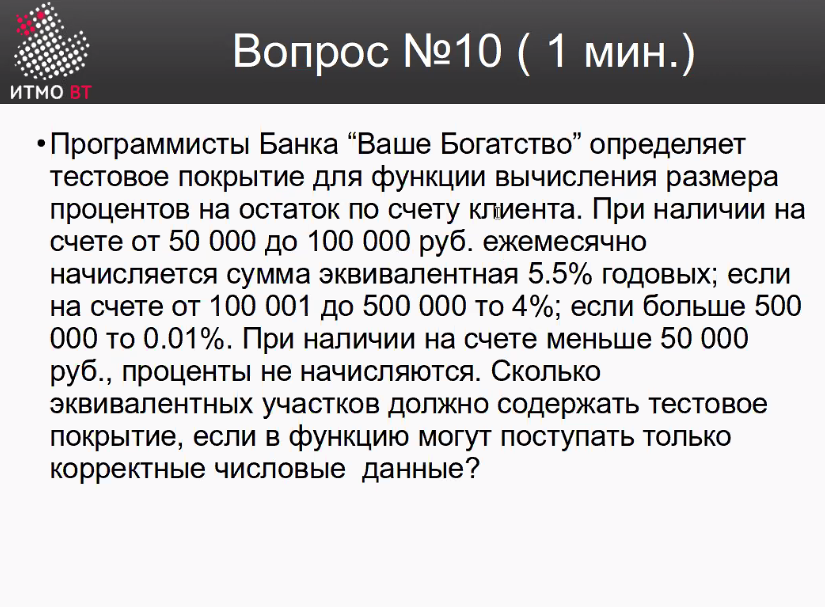 ИТМО ВТ
Вопрос №10 ( 1 мин.)
•Программисты Банка “Ваше Богатство” определяет
тестовое покрытие для функции вычисления размера
процентов на остаток по счету клиента. При наличии на
счете от 50 000 до 100 000 руб. ежемесячно
начисляется сумма эквивалентная 5.5% годовых; если
на счете от 100 001 до 500 000 то 4%; если больше 500
000 то 0.01%. При наличии на счете меньше 50 000
руб., проценты не начисляются. Сколько
эквивалентных участков должно содержать тестовое
покрытие, если в функцию могут поступать только
корректные числовые  данные?